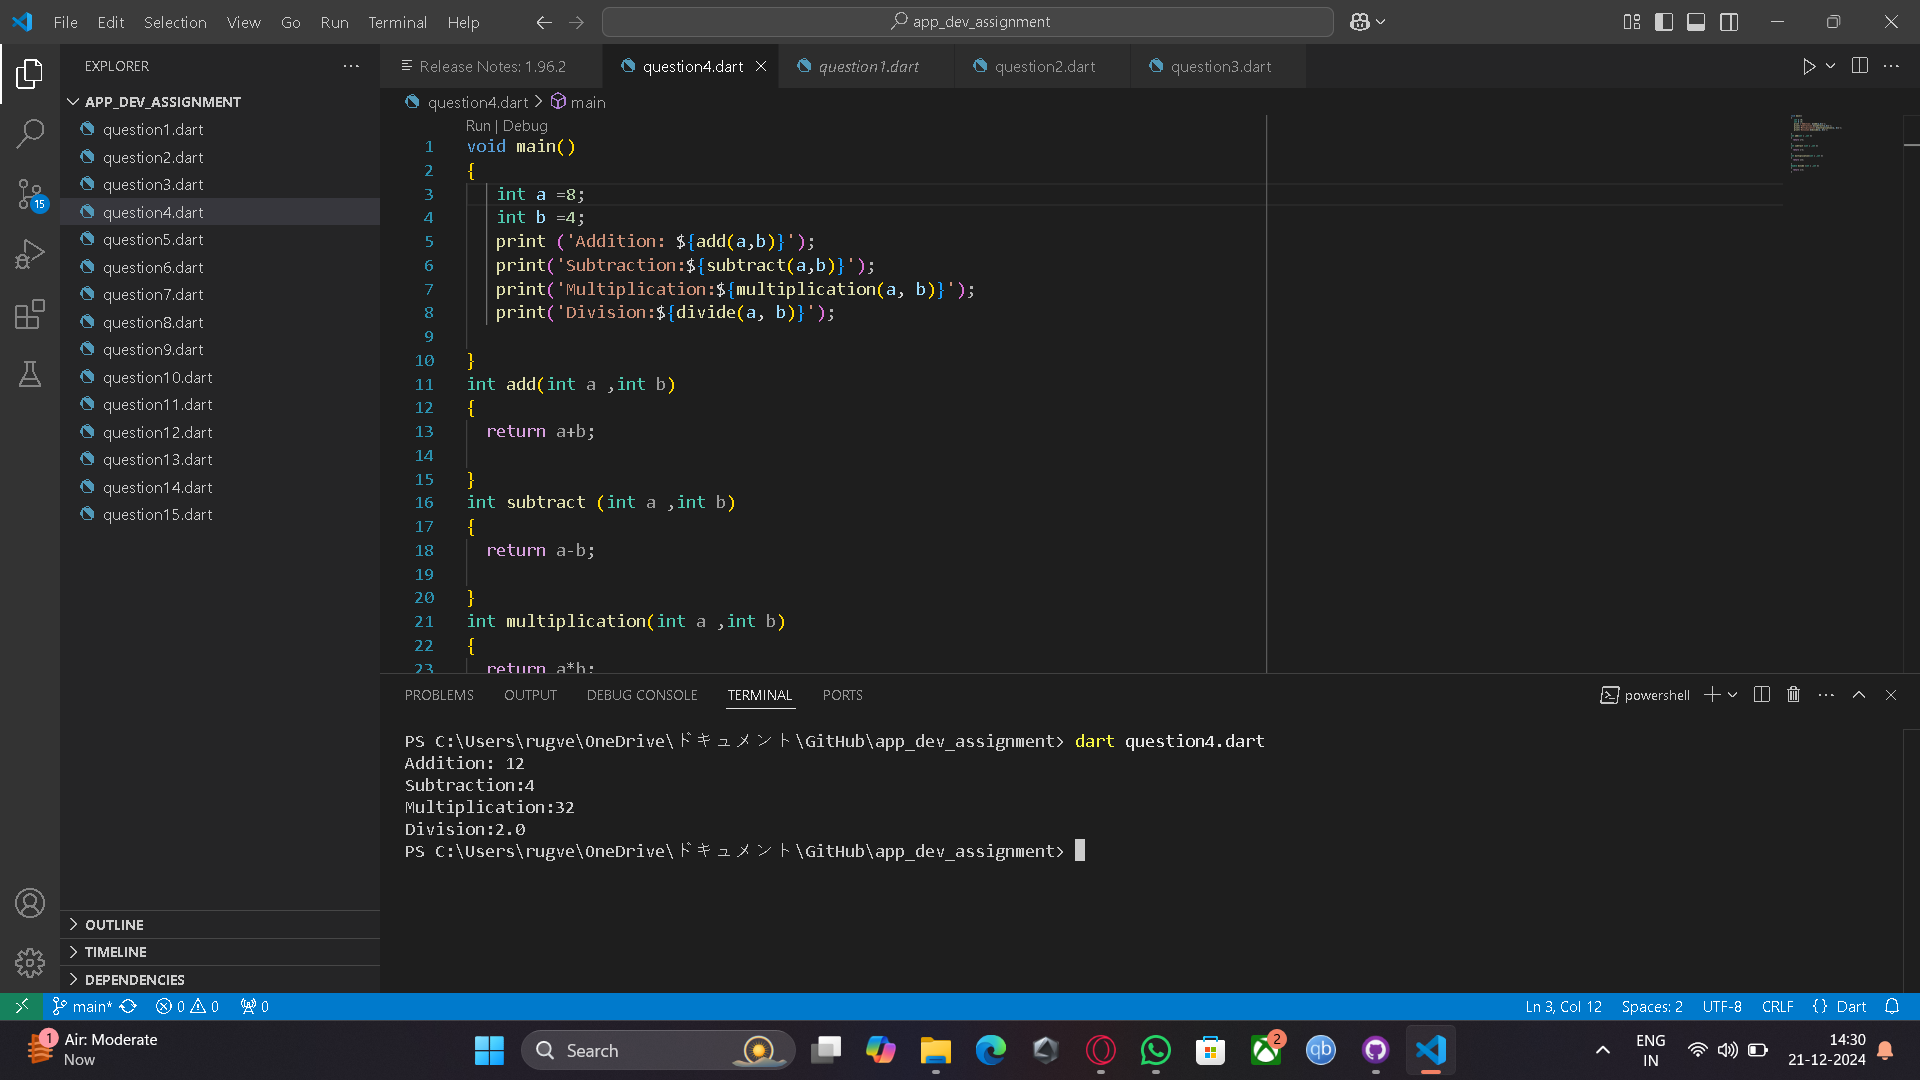 File Edit Selection View Go Run Terminal Help
app_dev_assignment
EXPLORER
APP_DEV_ASSIGNMENT
question1.dart
question2.dart
question3.dart
question4.dart
question5.dart
question6.dart
question7.dart
question8.dart
question9.dart
question10.dart
question11.dart
question12.dart
question13.dart
question14.dart
question15.dart
15
OUTLINE
TIMELINE
DEPENDENCIES
Release Notes: 1.96.2 question4.dart question1.dart question2.dart question3.dart
question4.dart main
Run | Debug
1 void main()
2 {
3 int a =8;
4 int b =4;
5 print ('Addition: ${add(a,b)}');
6 print('Subtraction:${subtract(a,b)}');
7 print('Multiplication:${multiplication(a, b)}');
8 print('Division:${divide(a, b)}');
9
10 }
11 int add(int a ,int b)
12 {
13 return a+b;
14
15 }
16 int subtract (int a ,int b)
17 {
18 return a-b;
19
20 }
21 int multiplication(int a ,int b)
22 {
23 return a*b;
PROBLEMS OUTPUT DEBUG CONSOLE TERMINAL PORTS
powershell
PS C:\Users\rugve\OneDrive\ドキュメント\GitHub\app_dev_assignment> dart question4.dart
Addition: 12
Subtraction:4
Multiplication:32
Division:2.0
PS C:\Users\rugve\OneDrive\ドキュメント\GitHub\app_dev_assignment>
main* 0 0 0
Ln 3, Col 12 Spaces: 2 UTF-8 CRLF {} Dart
1
Air: Moderate
Now
Search
2
qb
ENG
IN
14:30
21-12-2024